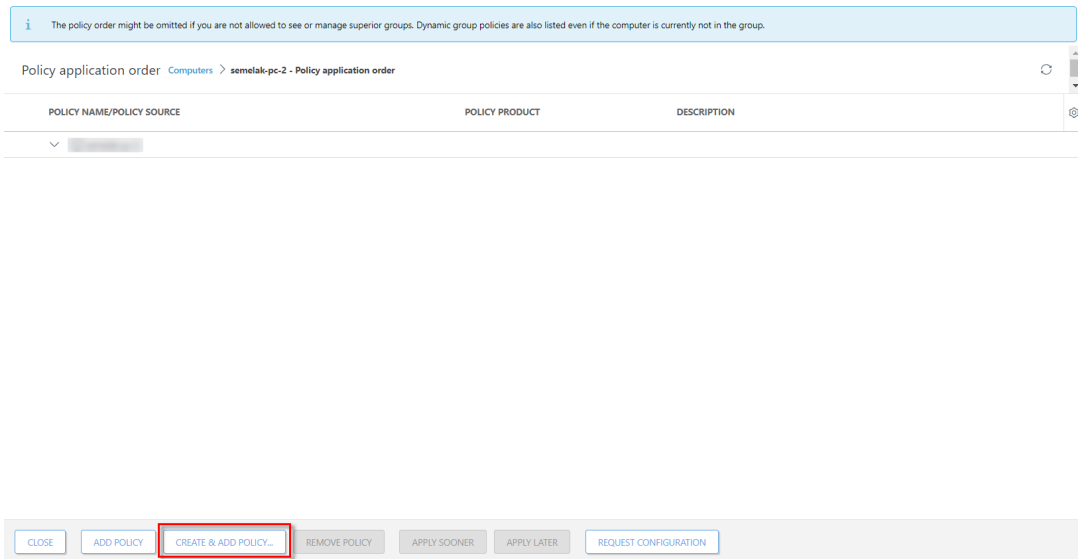 i The policy order might be omitted if you are not allowed to see or manage superior groups. Dynamic group policies are also listed even if the computer is currently not in the group.
Policy application order Computers > semelak-pc-2 - Policy application order
POLICY NAME/POLICY SOURCE POLICY PRODUCT DESCRIPTION
CLOSE ADD POLICY CREATE & ADD POLICY... REMOVE POLICY APPLY SOONER APPLY LATER REQUEST CONFIGURATION